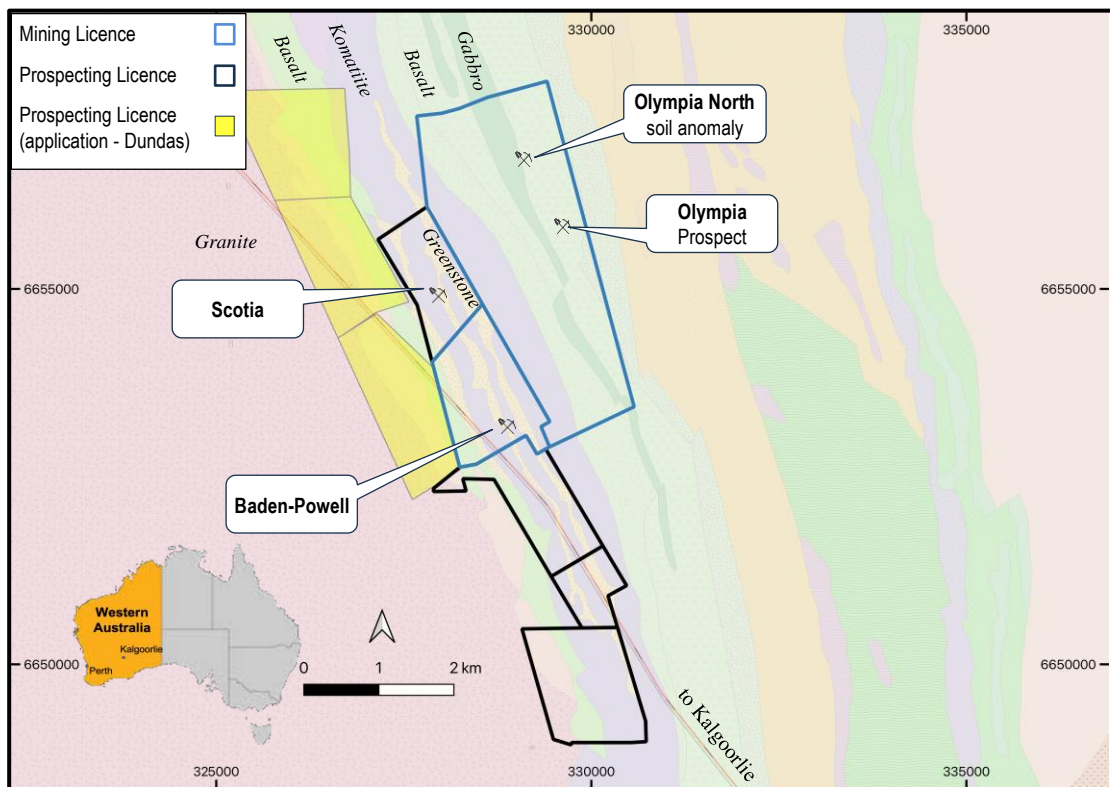 Mining Licence
Prospecting Licence
Prospecting Licence
(application - Dundas)
Basalt
Komatiite
Basalt
Gabbro
330000
335000
Olympia North
soil anomaly
Olympia
Prospect
Granite
Greenstone
6655000
6655000
Scotia
Baden-Powell
Western
Australia
Kalgoorlie
Perth
0
1
2 km
6650000
6650000
to Kalgoorlie
325000
330000
335000